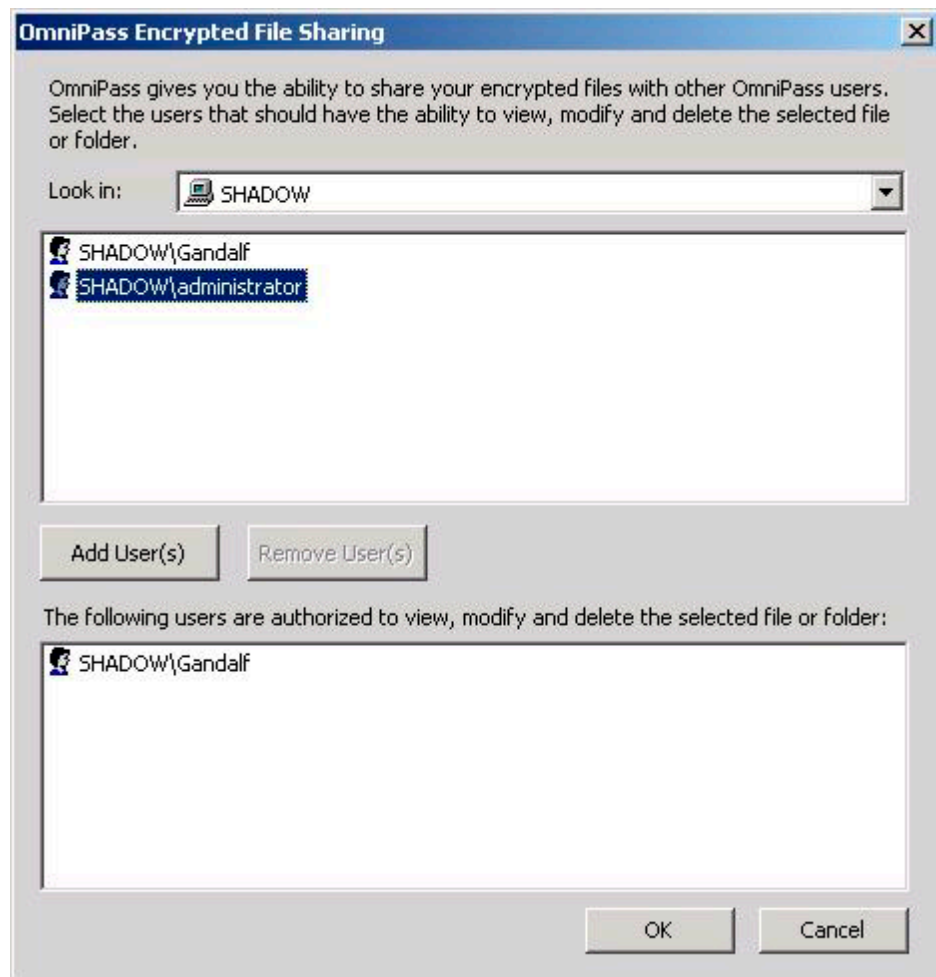 OmniPass Encrypted File Sharing
OmniPass gives you the ability to share your encrypted files with other OmniPass users.
Select the users that should have the ability to view, modify and delete the selected file
or folder.
Look in:
SHADOW
SHADOW\Gandalf
SHADOW\administrator
Add User(s)
Remove User(s)
The following users are authorized to view, modify and delete the selected file or folder:
SHADOW\Gandalf
OK
Cancel